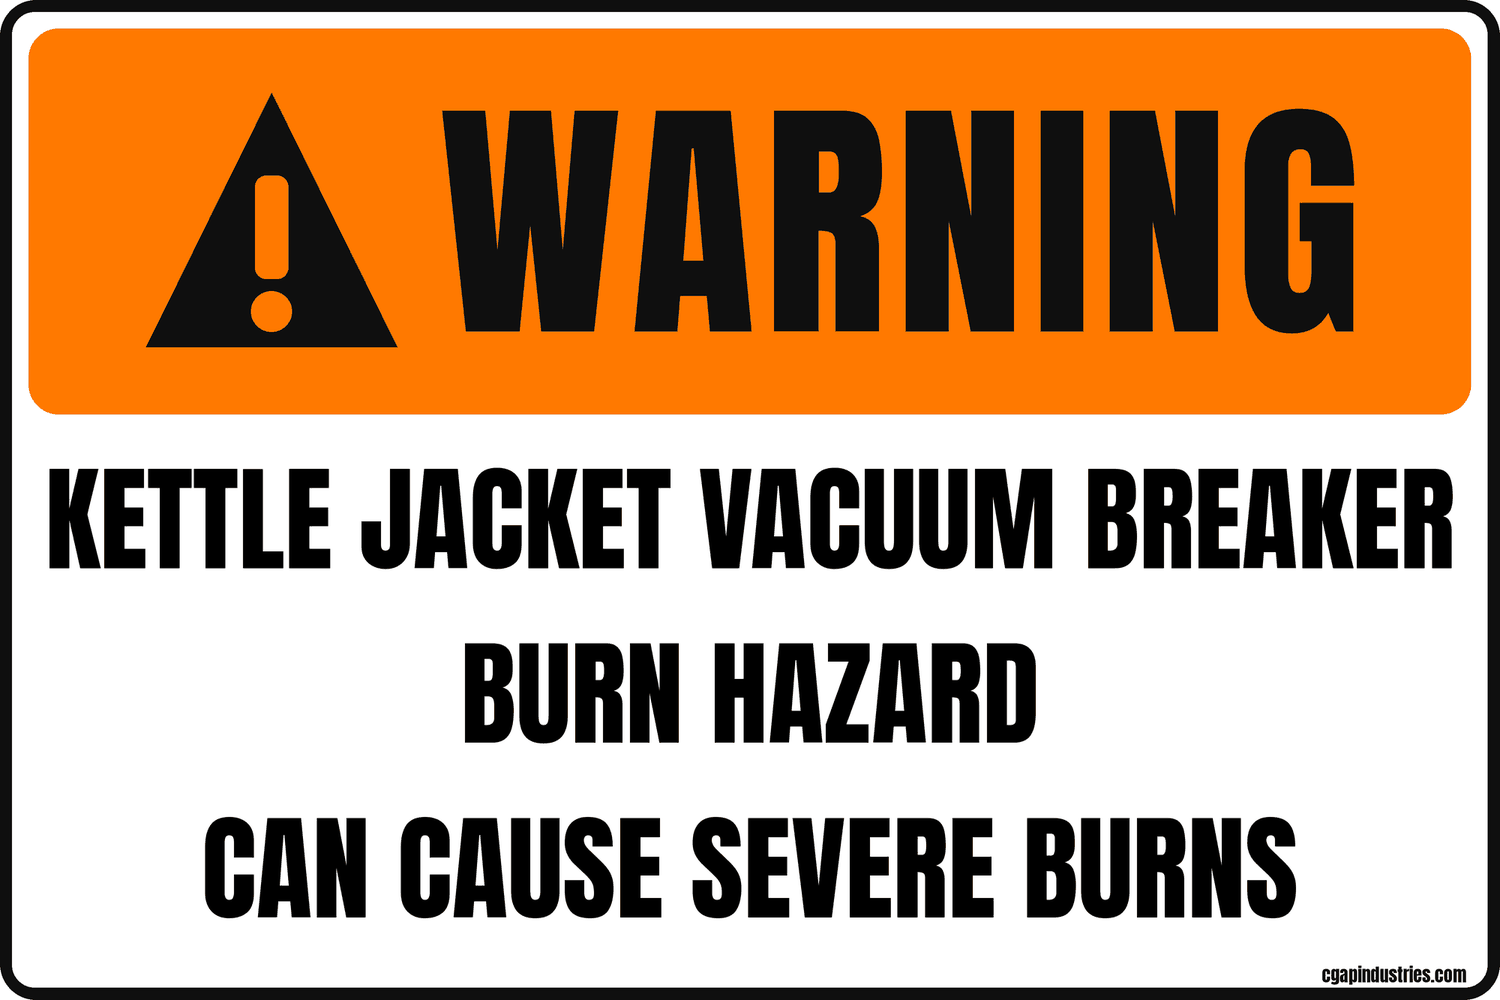 WARNING
KETTLE JACKET VACUUM BREAKER
BURN HAZARD
CAN CAUSE SEVERE BURNS
cgapindustries.com